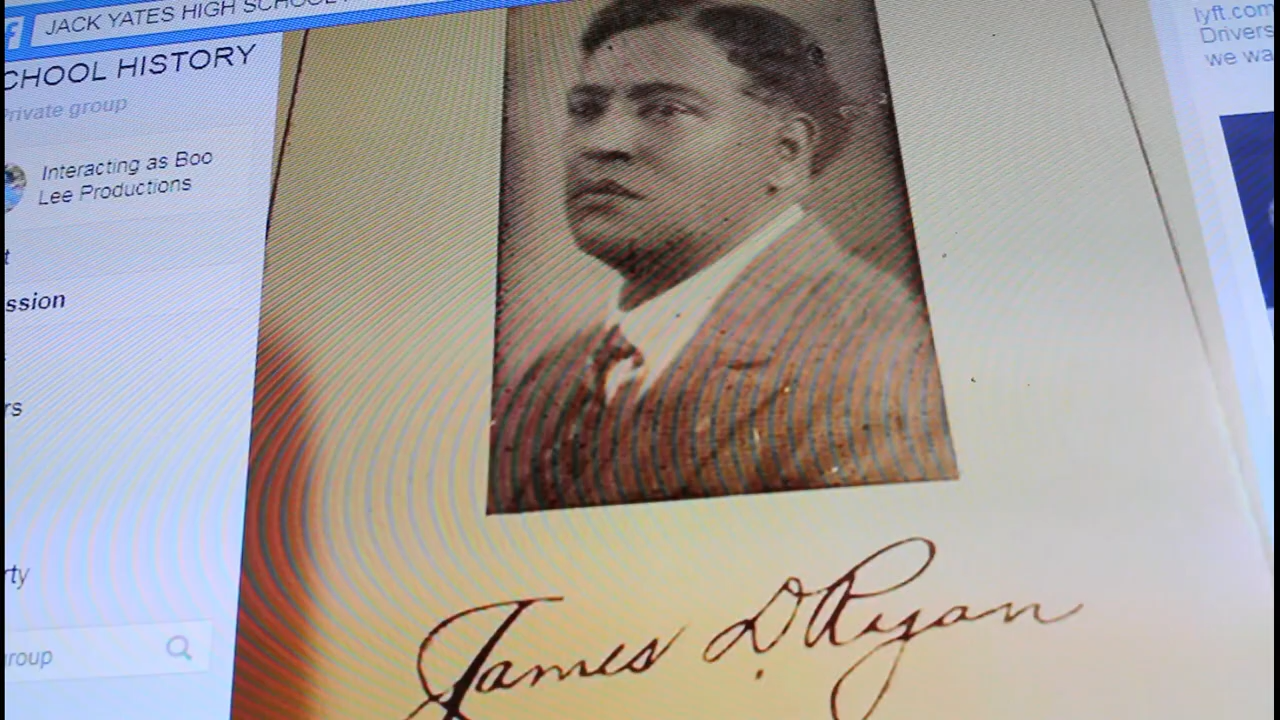 JACK YATES HIGH SCHOOL
CHOOL HISTORY
Private group
Interacting as Boo
Lee Productions
t
ssion
rs
rty
group
James D. Ryan
lyft.com
Drivers
we wa